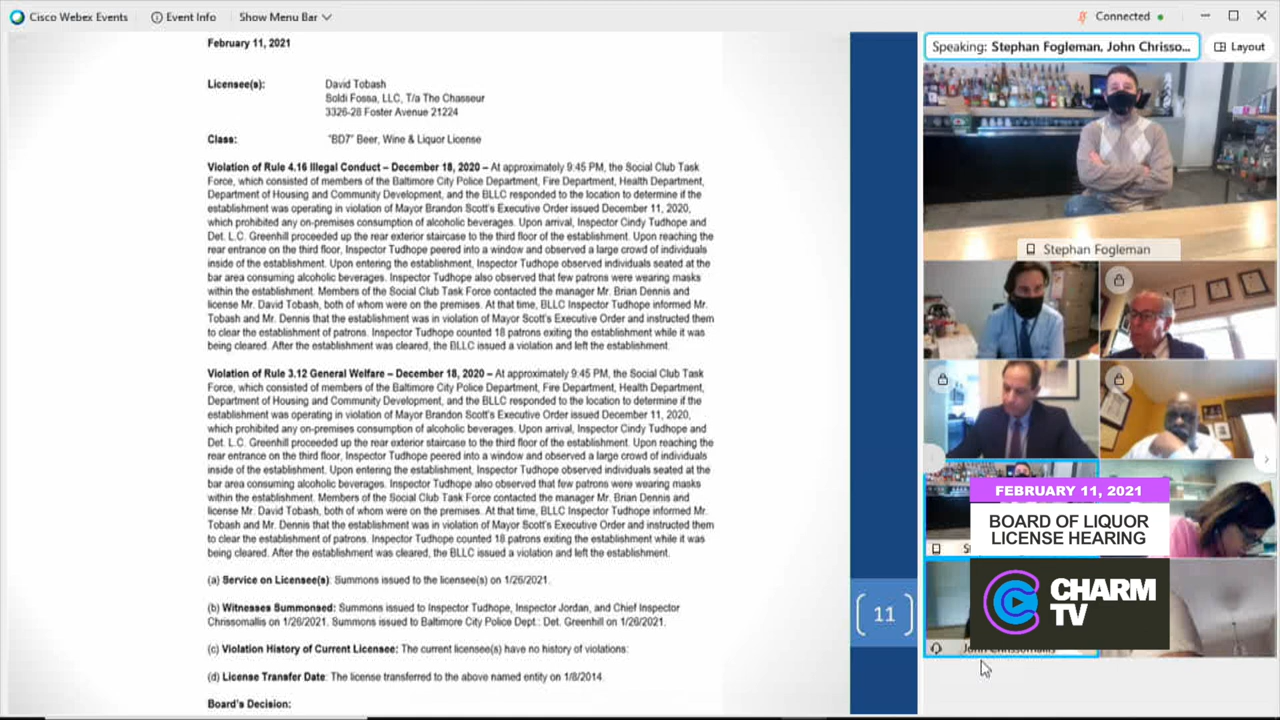 Cisco Webex Events
Event Info
Show Menu Bar
Connected
February 11, 2021
Licensee(s): David Tobash
Soldi Fossa, LLC, T/a The Chasseur
3326-28 Foster Avenue 21224
Class: "BD7" Beer, Wine & Liquor License
Violation of Rule 4.16 Illegal Conduct – December 18, 2020 – At approximately 9:45 PM, the Social Club Task
Force, which consisted of members of the Baltimore City Police Department, Fire Department, Health Department,
Department of Housing and Community Development, and the BLLC responded to the location to determine if the
establishment was operating in violation of Mayor Brandon Scott's Executive Order issued December 11, 2020,
which prohibited any on-premises consumption of alcoholic beverages. Upon arrival, Inspector Cindy Tudhope and
Det. L.C. Greenhill proceeded up the rear exterior staircase to the third floor of the establishment. Upon reaching the
rear entrance on the third floor, Inspector Tudhope peered into a window and observed a large crowd of individuals
inside of the establishment. Upon entering the establishment, Inspector Tudhope observed individuals seated at the
bar area consuming alcoholic beverages. Inspector Tudhope also observed that few patrons were wearing masks
within the establishment. Members of the Social Club Task Force contacted the manager Mr. Brian Dennis and
license Mr. David Tobash, both of whom were on the premises. At that time, BLLC Inspector Tudhope informed Mr.
Tobash and Mr. Dennis that the establishment was in violation of Mayor Scott's Executive Order and instructed them
to clear the establishment of patrons. Inspector Tudhope counted 18 patrons exiting the establishment while it was
being cleared. After the establishment was cleared, the BLLC issued a violation and left the establishment.
Violation of Rule 3.12 General Welfare – December 18, 2020 – At approximately 9:45 PM, the Social Club Task
Force, which consisted of members of the Baltimore City Police Department, Fire Department, Health Department,
Department of Housing and Community Development, and the BLLC responded to the location to determine if the
establishment was operating in violation of Mayor Brandon Scott's Executive Order issued December 11, 2020,
which prohibited any on-premises consumption of alcoholic beverages. Upon arrival, Inspector Cindy Tudhope and
Det. L.C. Greenhill proceeded up the rear exterior staircase to the third floor of the establishment. Upon reaching the
rear entrance on the third floor, Inspector Tudhope peered into a window and observed a large crowd of individuals
inside of the establishment. Upon entering the establishment, Inspector Tudhope observed individuals seated at the
bar area consuming alcoholic beverages. Inspector Tudhope also observed that few patrons were wearing masks
within the establishment. Members of the Social Club Task Force contacted the manager Mr. Brian Dennis and
license Mr. David Tobash, both of whom were on the premises. At that time, BLLC Inspector Tudhope informed Mr.
Tobash and Mr. Dennis that the establishment was in violation of Mayor Scott's Executive Order and instructed them
to clear the establishment of patrons. Inspector Tudhope counted 18 patrons exiting the establishment while it was
being cleared. After the establishment was cleared, the BLLC issued a violation and left the establishment.
(a) Service on Licensee(s): Summons issued to the licensee(s) on 1/26/2021.
(b) Witnesses Summonsed: Summons issued to Inspector Tudhope, Inspector Jordan, and Chief Inspector
Chrissomallis on 1/26/2021. Summons issued to Baltimore City Police Dept.: Det. Greenhill on 1/26/2021.
(c) Violation History of Current Licensee: The current licensee(s) have no history of violations:
(d) License Transfer Date: The license transferred to the above named entity on 1/8/2014.
Board's Decision:
11
Speaking: Stephan Fogleman, John Chrisso...
Layout
Stephan Fogleman
FEBRUARY 11, 2021
BOARD OF LIQUOR
LICENSE HEARING
CHARM
TV